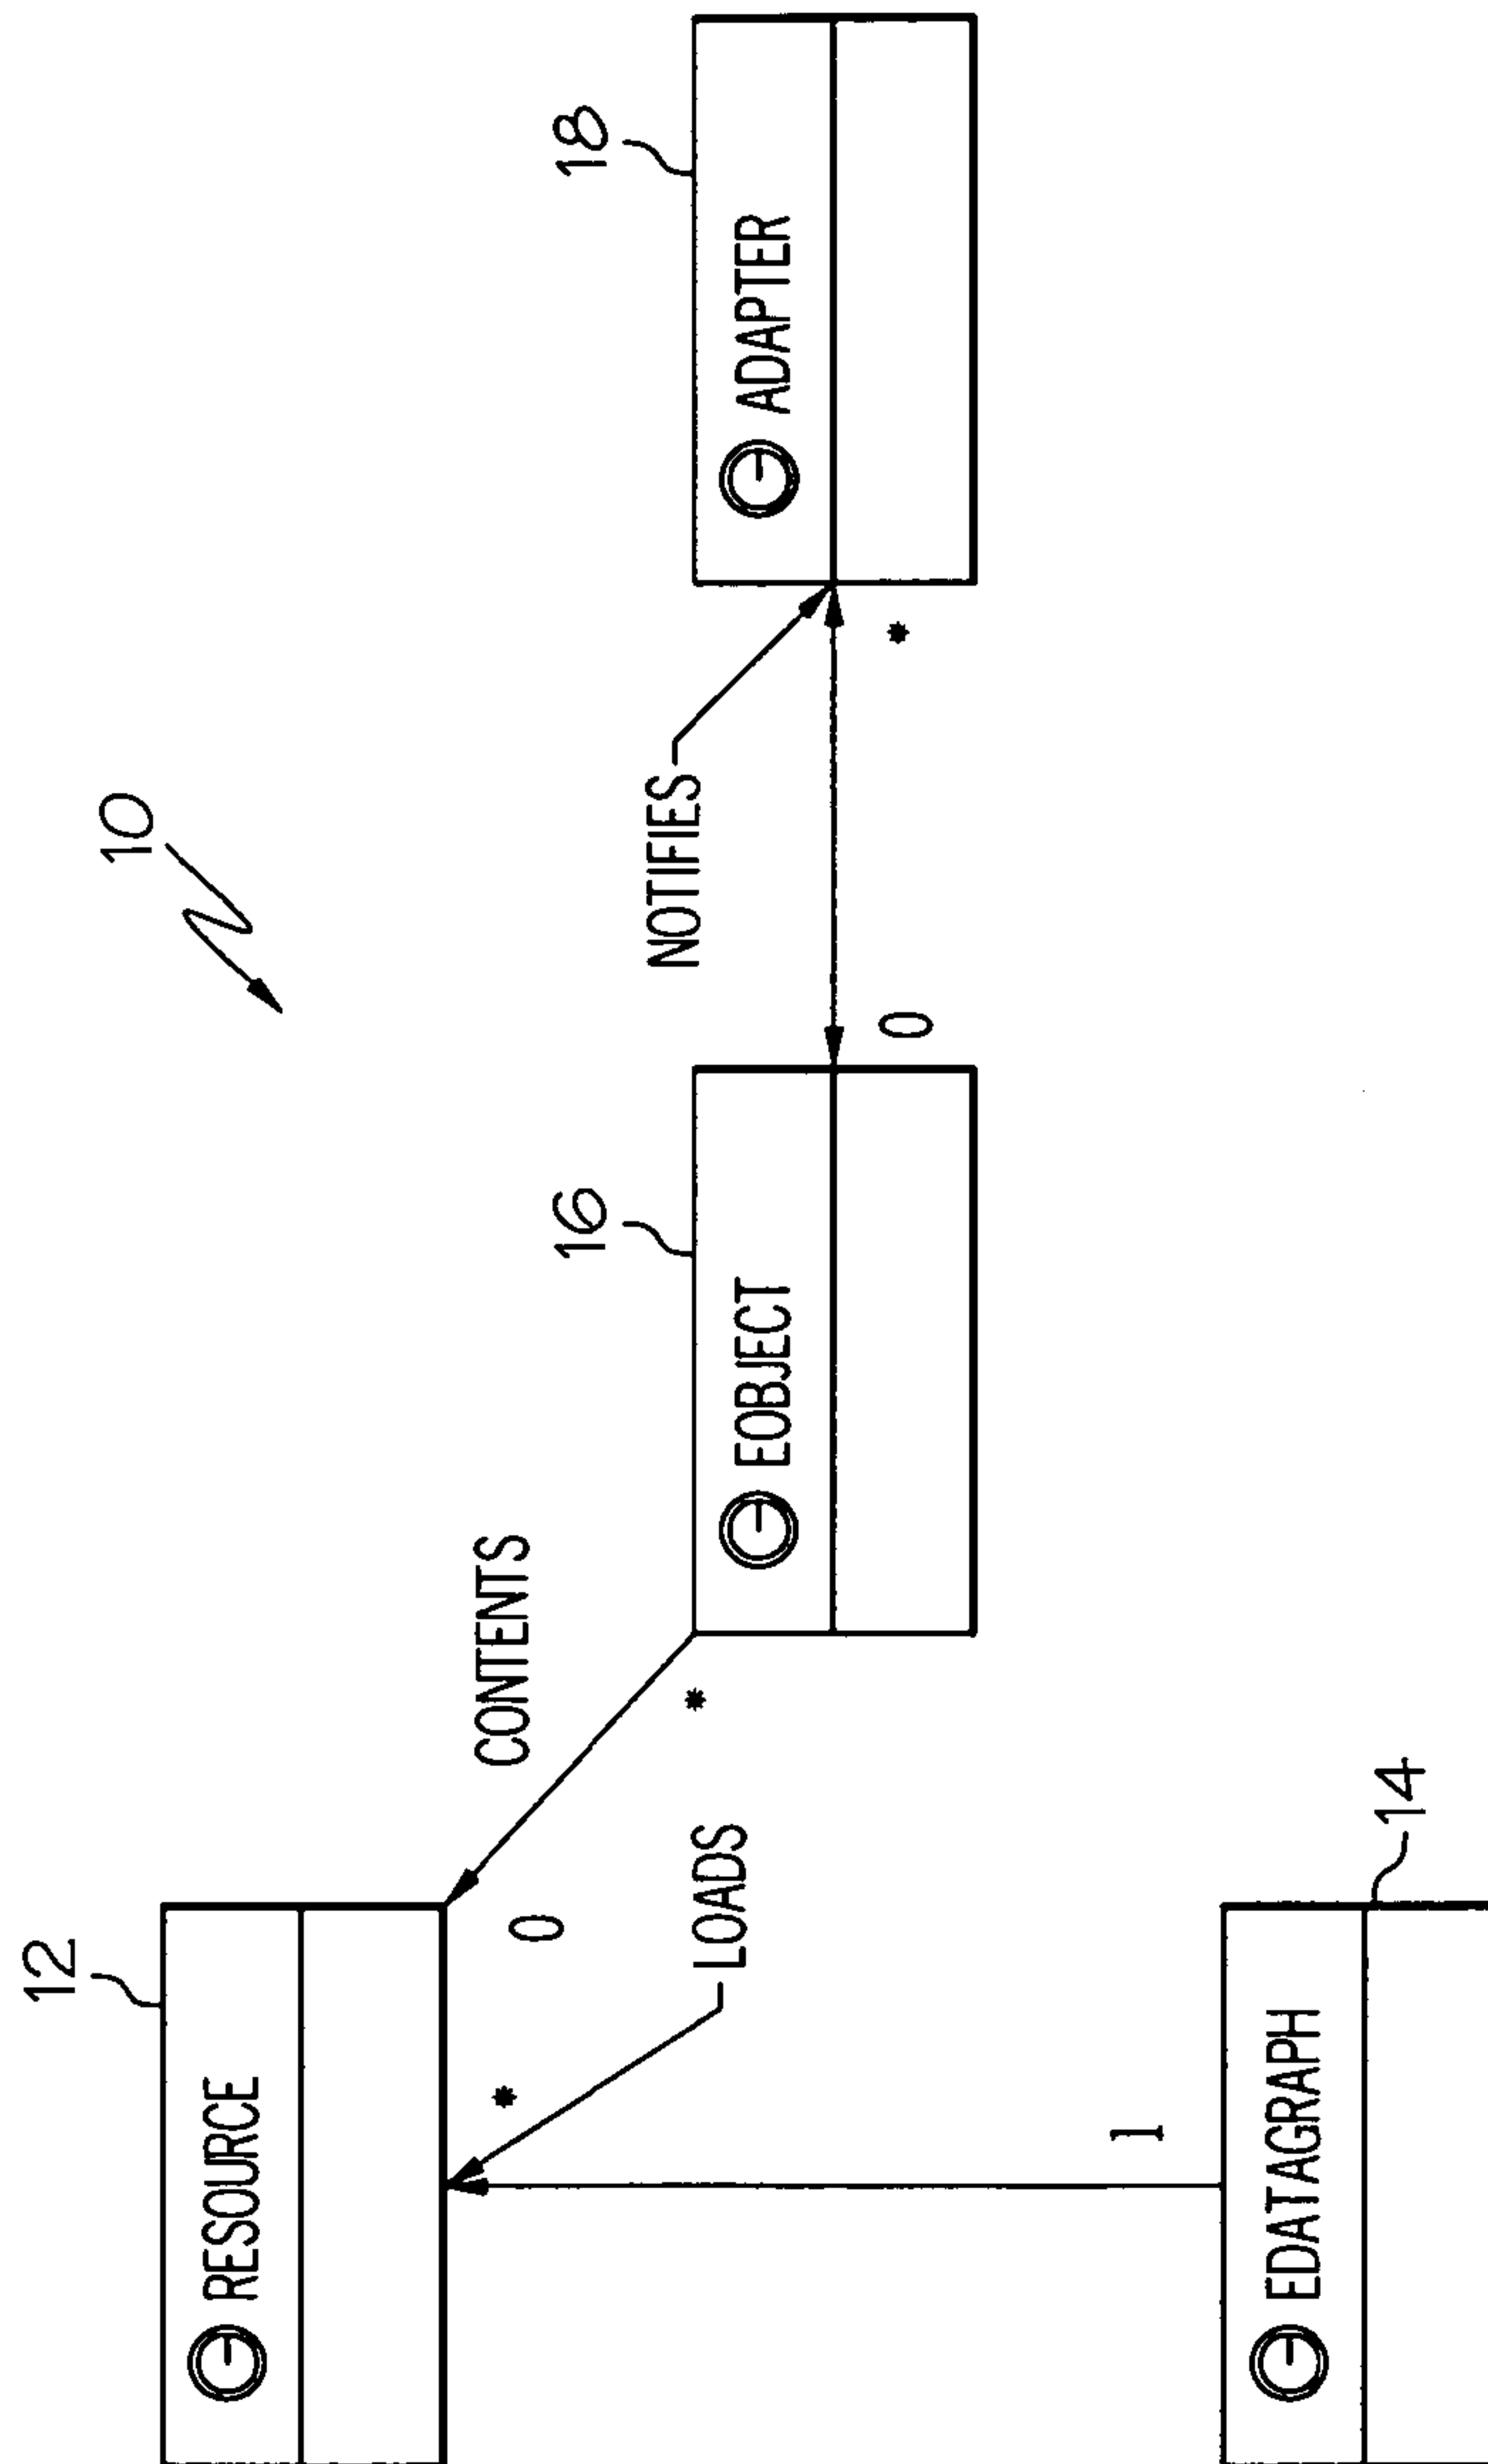 12
10
RESOURCE
CONTENTS
*
0
16
18
NOTIFIES
LOADS
*
EOBJECT
ADAPTER
0
*
1
EDATAGRAPH
14